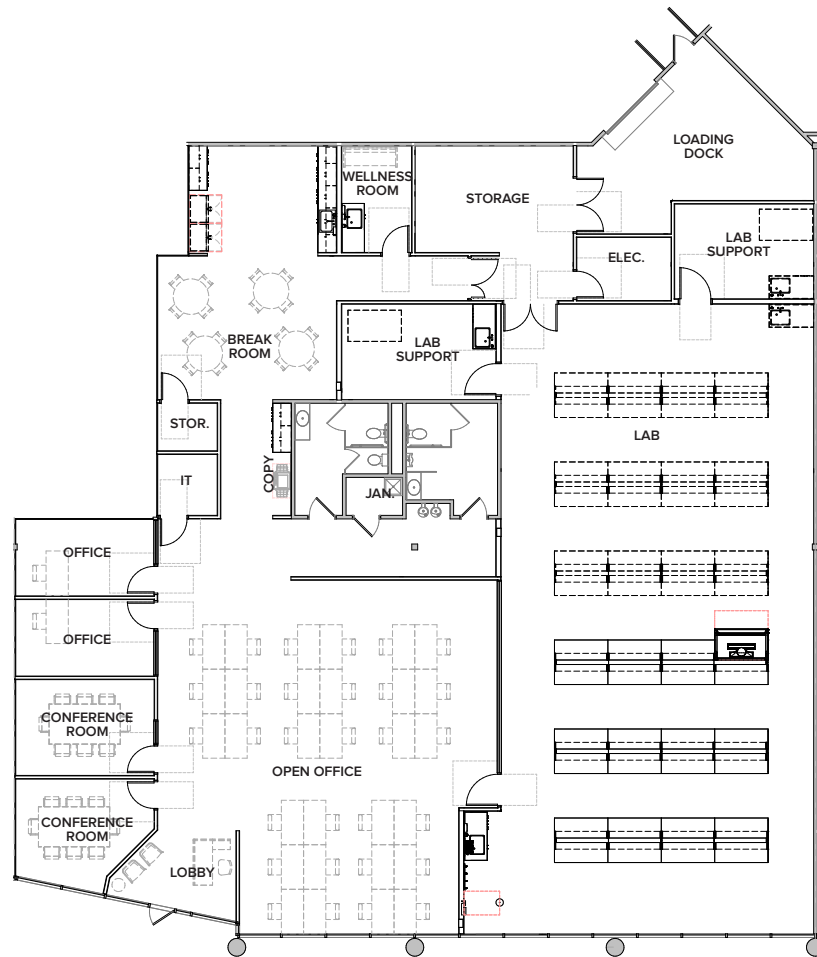 LOADING
DOCK
WELLNESS
ROOM
STORAGE
LAB
SUPPORT
ELEC.
BREAK
ROOM
LAB
SUPPORT
STOR.
LAB
COPY
IT
JAN.
OFFICE
OFFICE
CONFERENCE
ROOM
OPEN OFFICE
CONFERENCE
ROOM
LOBBY